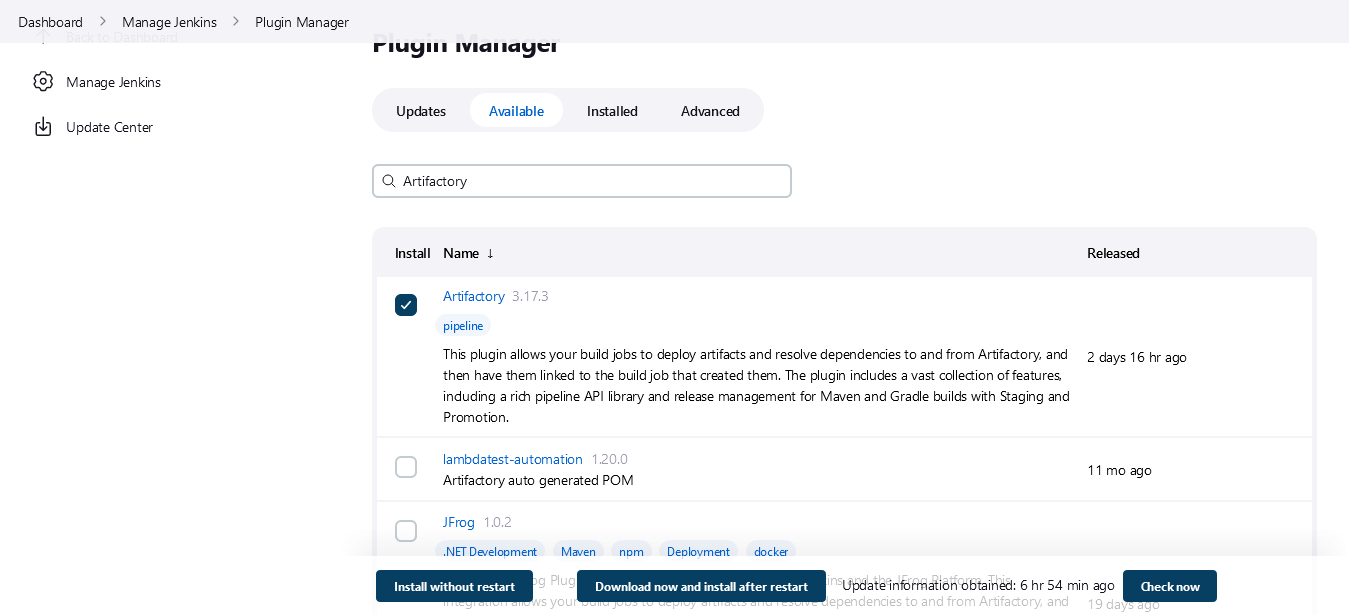 Dashboard > Manage Jenkins > Plugin Manager
Back to Dashboard
Plugin Manager
Manage Jenkins
Update Center
Updates Available Installed Advanced
Artifactory
Install Name ↓ Released
Artifactory 3.17.3
pipeline
This plugin allows your build jobs to deploy artifacts and resolve dependencies to and from Artifactory, and
then have them linked to the build job that created them. The plugin includes a vast collection of features,
including a rich pipeline API library and release management for Maven and Gradle builds with Staging and
Promotion.
2 days 16 hr ago
lambdatest-automation 1.20.0
Artifactory auto generated POM
11 mo ago
JFrog 1.0.2
.NET Development Maven npm Deployment docker
Install without restart Download now and install after restart Update information obtained: 6 hr 54 min ago Check now
and the JFrog Platform. This
integration allows your build jobs to deploy artifacts and resolve dependencies to and from Artifactory, and
19 days ago